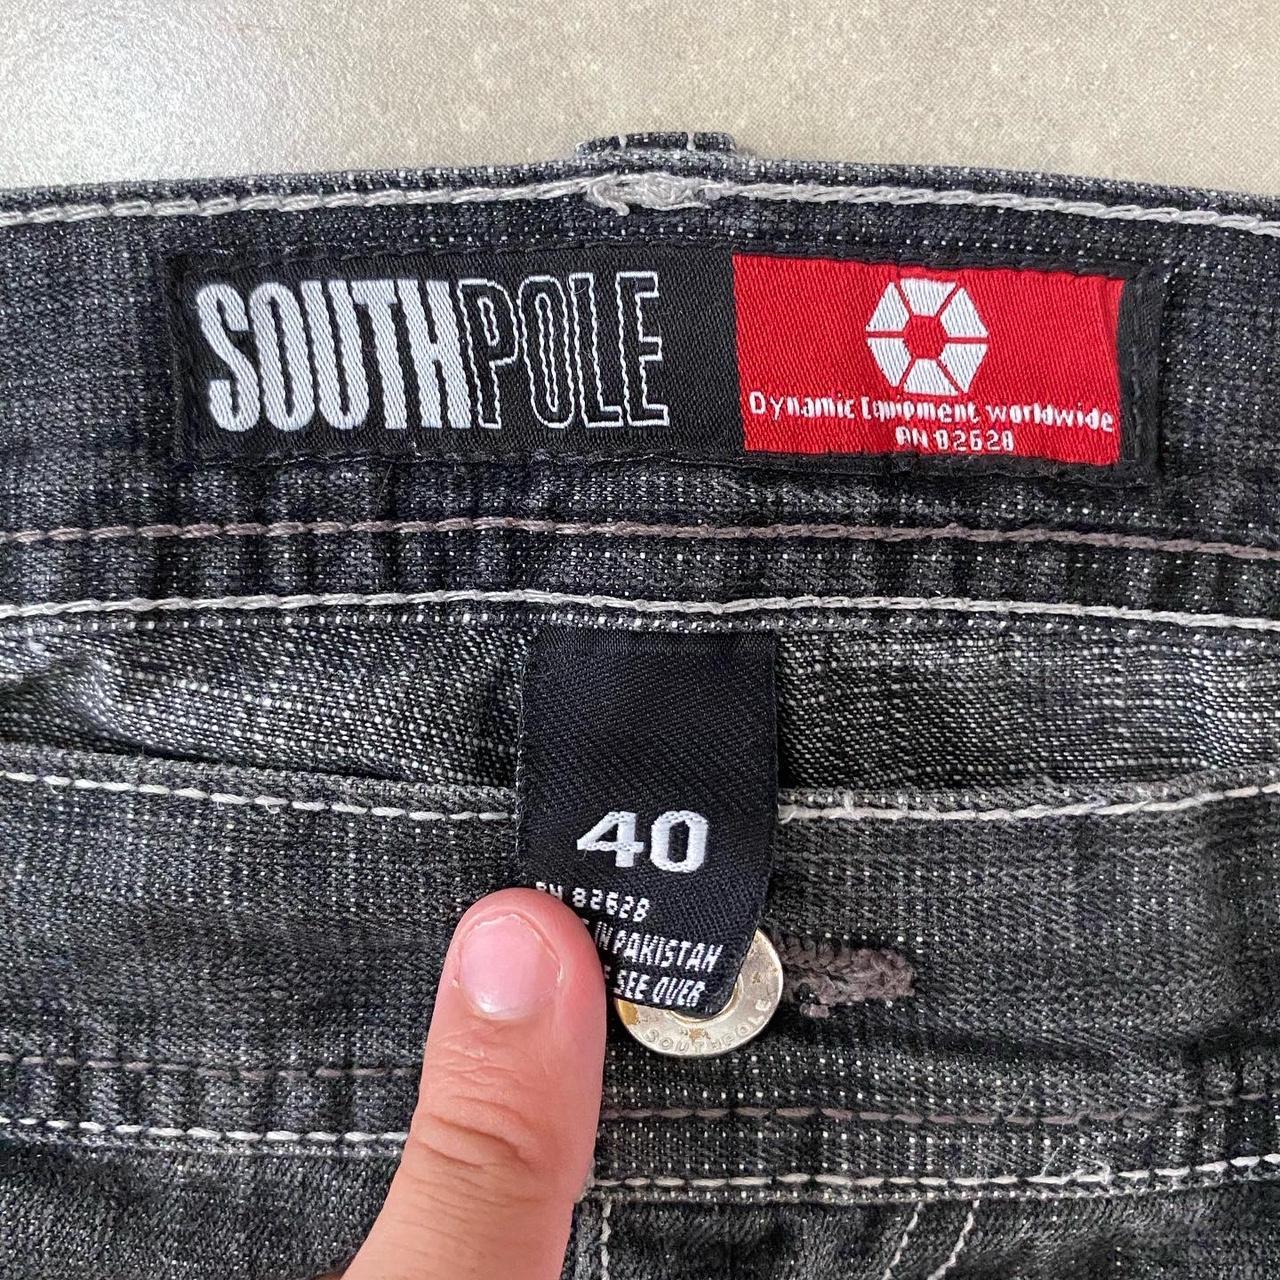 SOUTHPOLE
Dynamic Equipment worldwide
RN 82628
40
RN 82628
IN PAKISTAN
SEE OVER
SOUTHPOLE